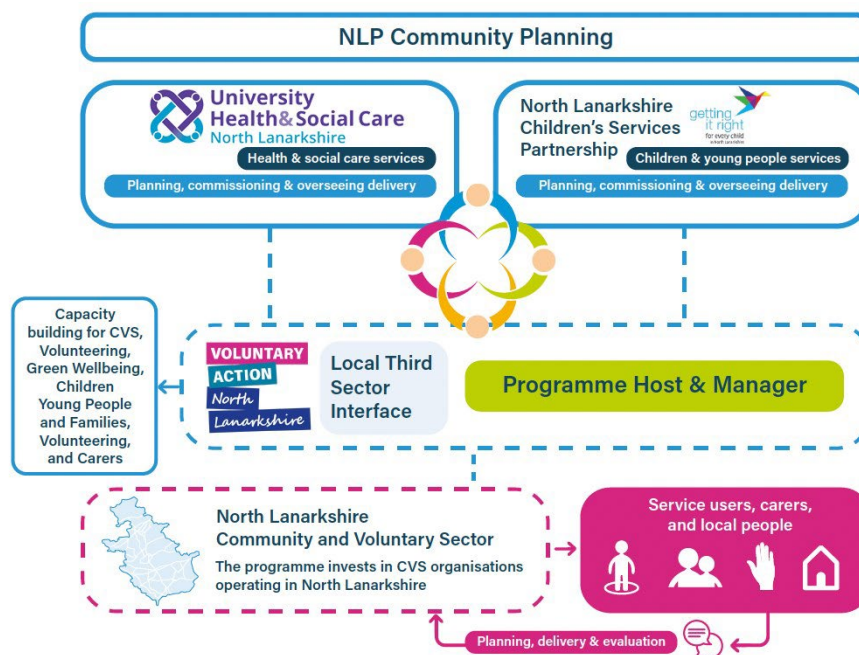 NLP Community Planning
University
Health & Social Care
North Lanarkshire
Health & social care services
Planning, commissioning & overseeing delivery
North Lanarkshire
Children's Services
Partnership
getting
it right
for every child
in North Lanarkshire
Children & young people services
Planning, commissioning & overseeing delivery
Capacity
building for CVS,
Volunteering,
Green Wellbeing,
Children
Young People
and Families,
Volunteering,
and Carers
VOLUNTARY
ACTION
North
Lanarkshire
Local Third
Sector
Interface
Programme Host & Manager
North Lanarkshire
Community and Voluntary Sector
The programme invests in CVS organisations
operating in North Lanarkshire
Service users, carers,
and local people
Planning, delivery & evaluation